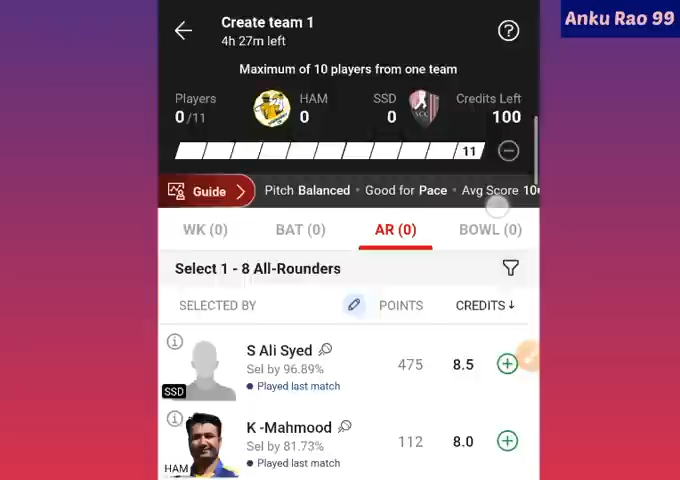 Anku Rao 99
Create team 1
4h 27m left
Maximum of 10 players from one team
Players HAM SSD Credits Left
0 /11 0 0 100
11
Guide Pitch Balanced • Good for Pace • Avg Score 10
WK (0) BAT (0) AR (0) BOWL (0)
Select 1 - 8 All-Rounders
SELECTED BY POINTS CREDITS ↓
S Ali Syed
Sel by 96.89% 475 8.5
Played last match
SSD
K -Mahmood
Sel by 81.73% 112 8.0
Played last match
HAM